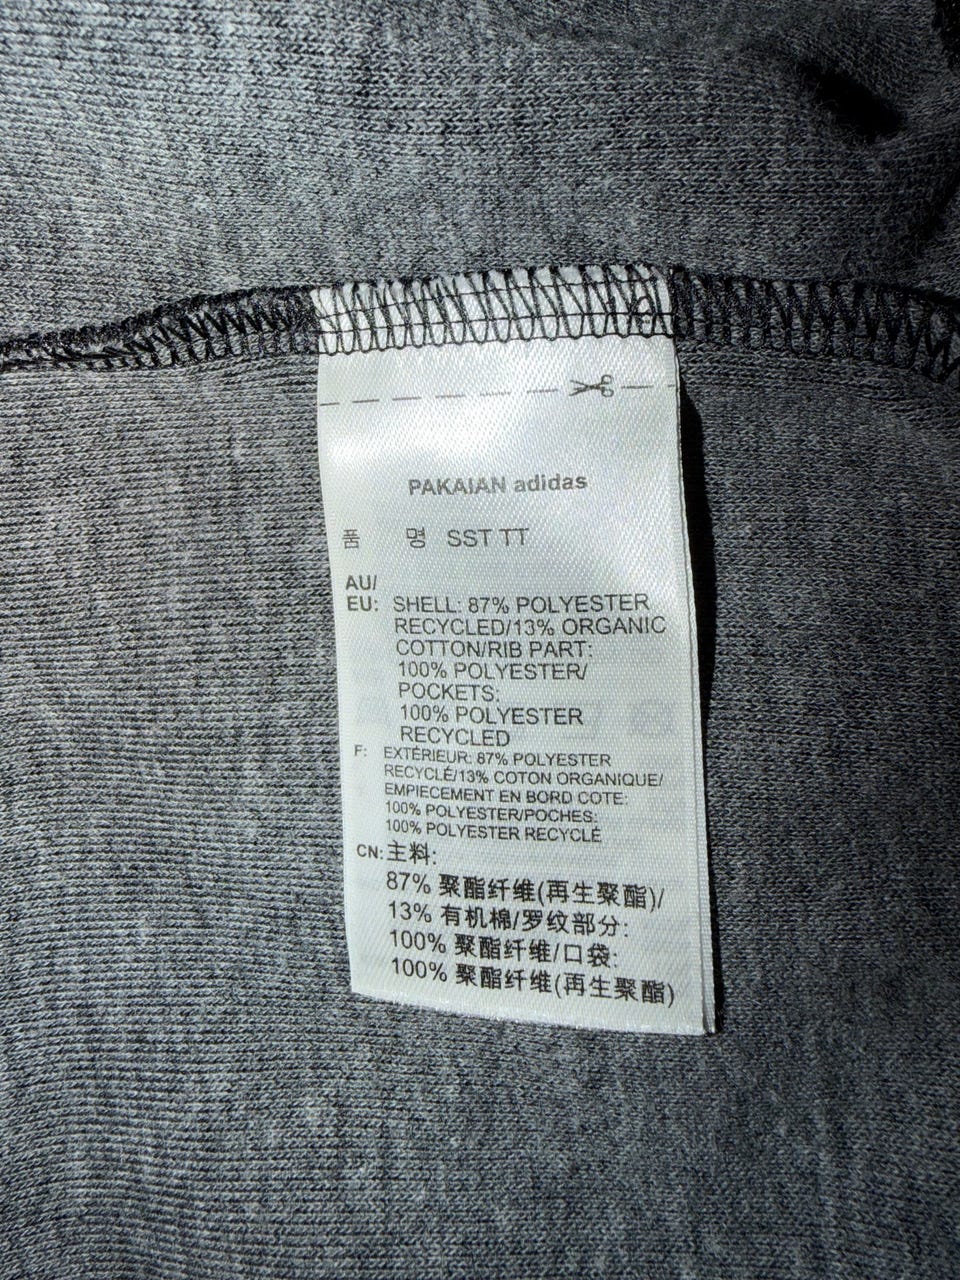 PAKAIAN adidas
품 명 SST TT
AU/
EU: SHELL: 87% POLYESTER
RECYCLED/13% ORGANIC
COTTON/RIB PART:
100% POLYESTER/
POCKETS:
100% POLYESTER
RECYCLED
F: EXTÉRIEUR: 87% POLYESTER
RECYCLÉ/13% COTON ORGANIQUE/
EMPIECEMENT EN BORD COTE:
100% POLYESTER/POCHES:
100% POLYESTER RECYCLÉ
CN: 主料:
87% 聚酯纤维(再生聚酯)/
13% 有机棉/罗纹部分:
100% 聚酯纤维/口袋:
100% 聚酯纤维(再生聚酯)